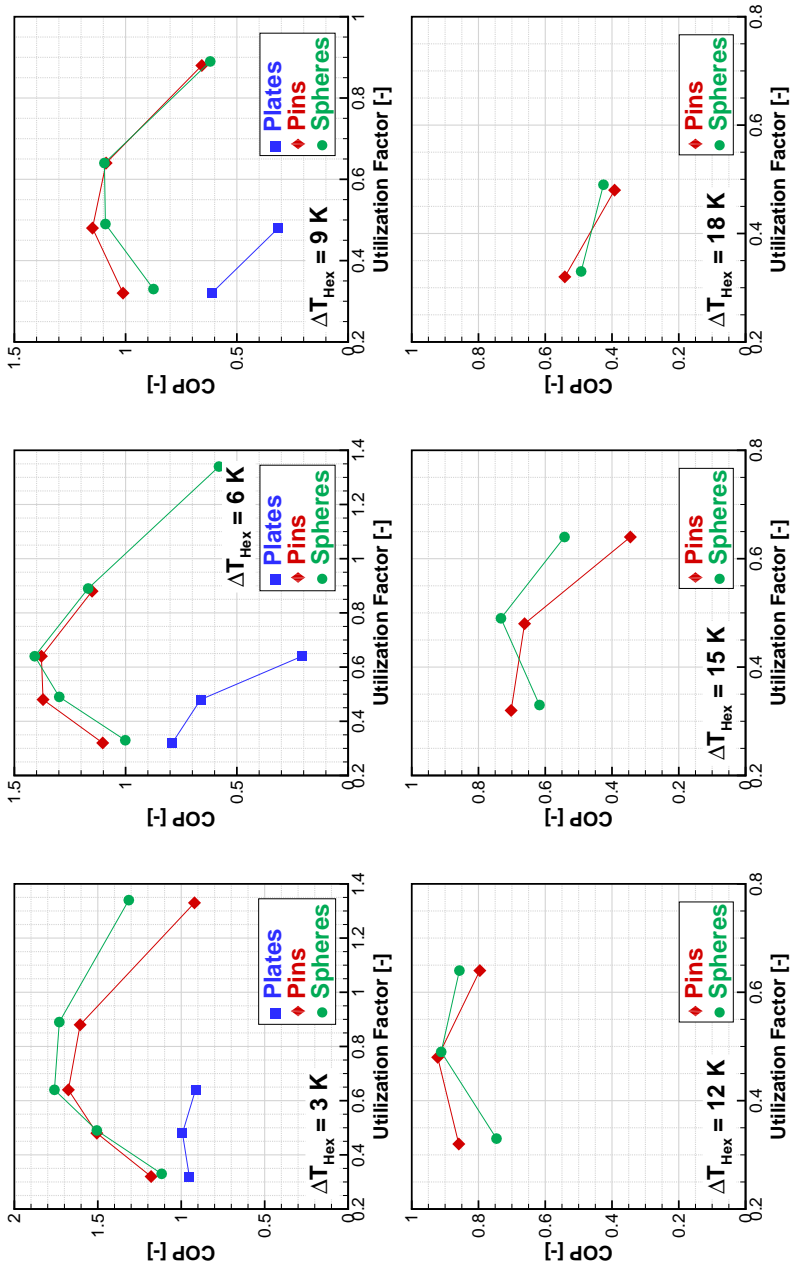 COP [-]
2
1.5
1
0.5
0
ΔT_Hex = 3 K
Plates
Pins
Spheres
0.2 0.4 0.6 0.8 1 1.2 1.4
Utilization Factor [-]
COP [-]
1.5
1
0.5
0
ΔT_Hex = 6 K
Plates
Pins
Spheres
0.2 0.4 0.6 0.8 1 1.2 1.4
Utilization Factor [-]
COP [-]
1.5
1
0.5
0
ΔT_Hex = 9 K
Plates
Pins
Spheres
0.2 0.4 0.6 0.8 1
Utilization Factor [-]
COP [-]
1
0.8
0.6
0.4
0.2
0
ΔT_Hex = 12 K
Pins
Spheres
0.2 0.4 0.6 0.8
Utilization Factor [-]
COP [-]
1
0.8
0.6
0.4
0.2
0
ΔT_Hex = 15 K
Pins
Spheres
0.2 0.4 0.6 0.8
Utilization Factor [-]
COP [-]
1
0.8
0.6
0.4
0.2
0
ΔT_Hex = 18 K
Pins
Spheres
0.2 0.4 0.6 0.8
Utilization Factor [-]